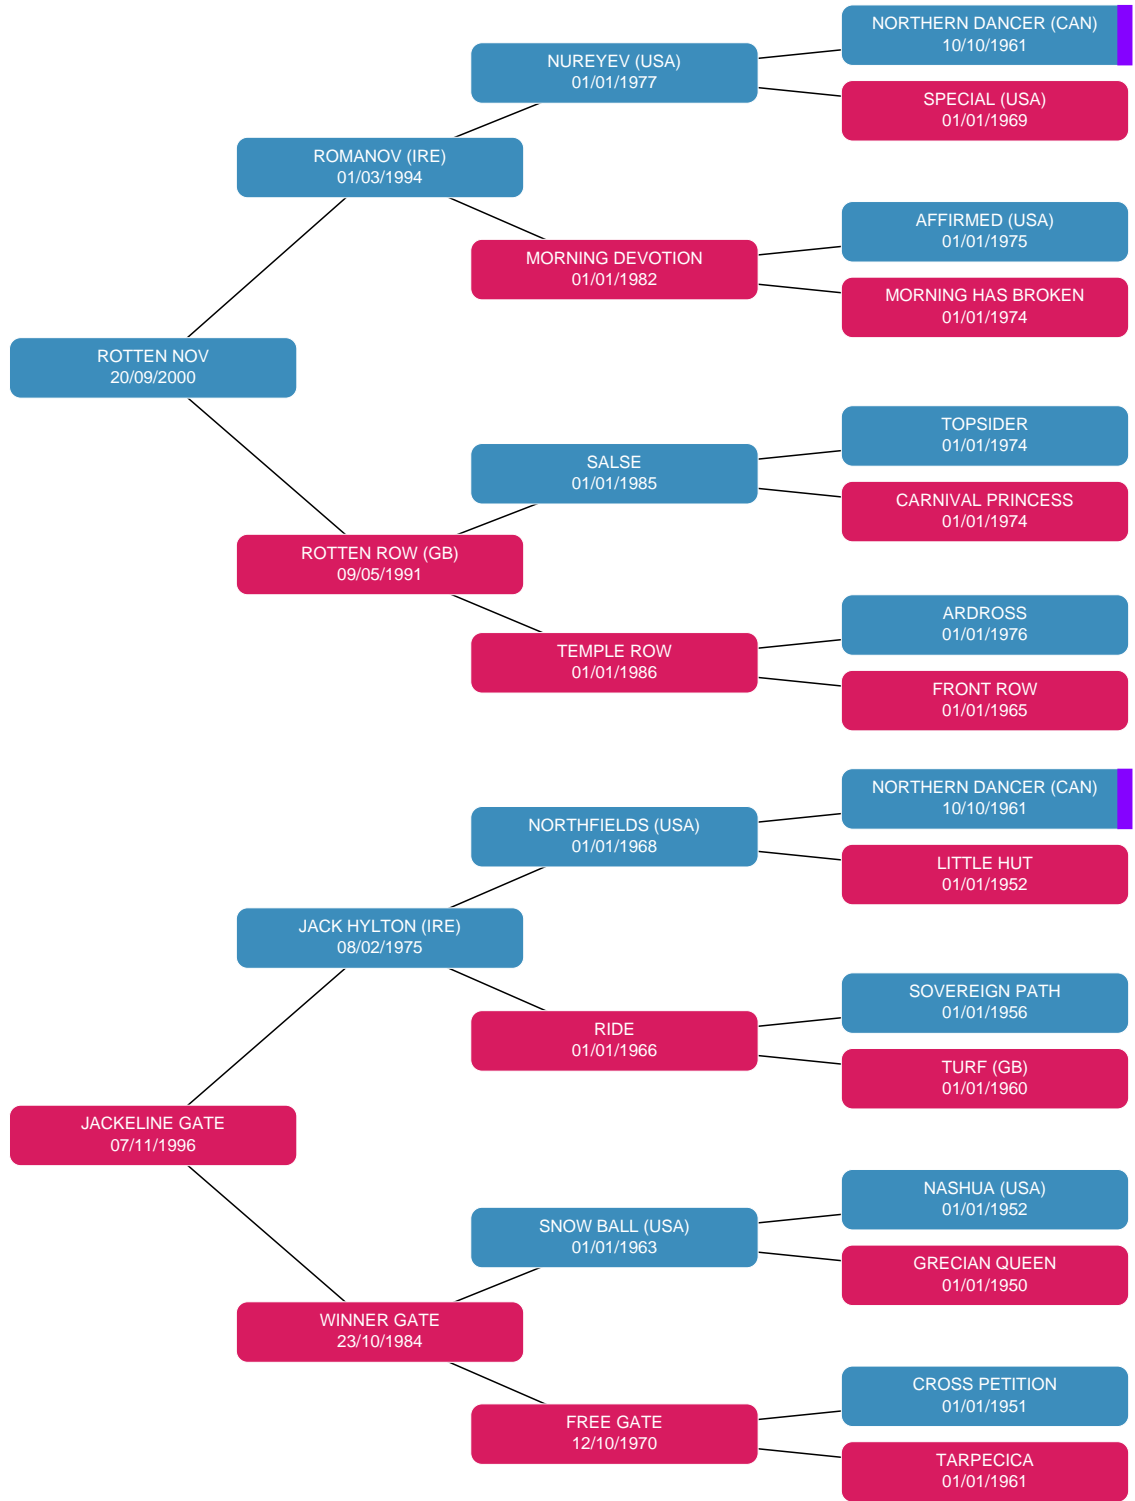 NORTHERN DANCER (CAN)
10/10/1961
NUREYEV (USA)
01/01/1977
SPECIAL (USA)
01/01/1969
ROMANOV (IRE)
01/03/1994
AFFIRMED (USA)
01/01/1975
MORNING DEVOTION
01/01/1982
MORNING HAS BROKEN
01/01/1974
ROTTEN NOV
20/09/2000
TOPSIDER
01/01/1974
SALSE
01/01/1985
CARNIVAL PRINCESS
01/01/1974
ROTTEN ROW (GB)
09/05/1991
ARDROSS
01/01/1976
TEMPLE ROW
01/01/1986
FRONT ROW
01/01/1965
NORTHERN DANCER (CAN)
10/10/1961
NORTHFIELDS (USA)
01/01/1968
LITTLE HUT
01/01/1952
JACK HYLTON (IRE)
08/02/1975
SOVEREIGN PATH
01/01/1956
RIDE
01/01/1966
TURF (GB)
01/01/1960
JACKELINE GATE
07/11/1996
NASHUA (USA)
01/01/1952
SNOW BALL (USA)
01/01/1963
GRECIAN QUEEN
01/01/1950
WINNER GATE
23/10/1984
CROSS PETITION
01/01/1951
FREE GATE
12/10/1970
TARPECICA
01/01/1961